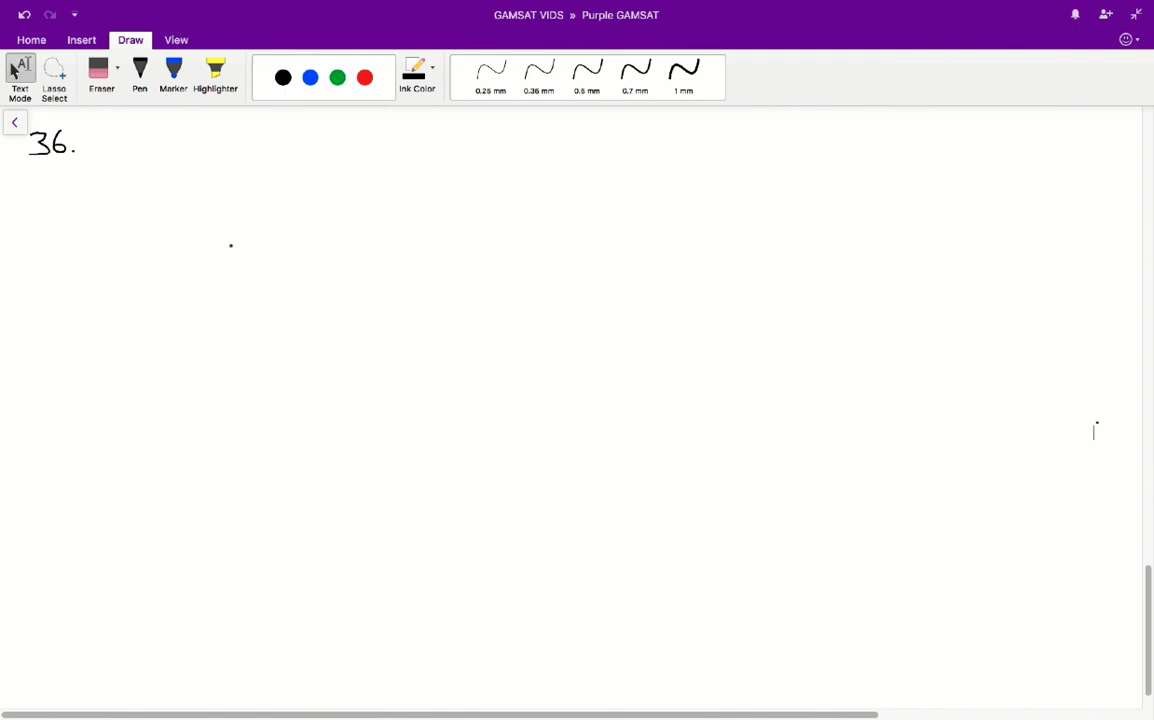 GAMSAT VIDS » Purple GAMSAT
Home Insert Draw View
Text Mode
Lasso Select
Eraser
Pen
Marker
Highlighter
Ink Color
0.25 mm
0.35 mm
0.5 mm
0.7 mm
1 mm
36.